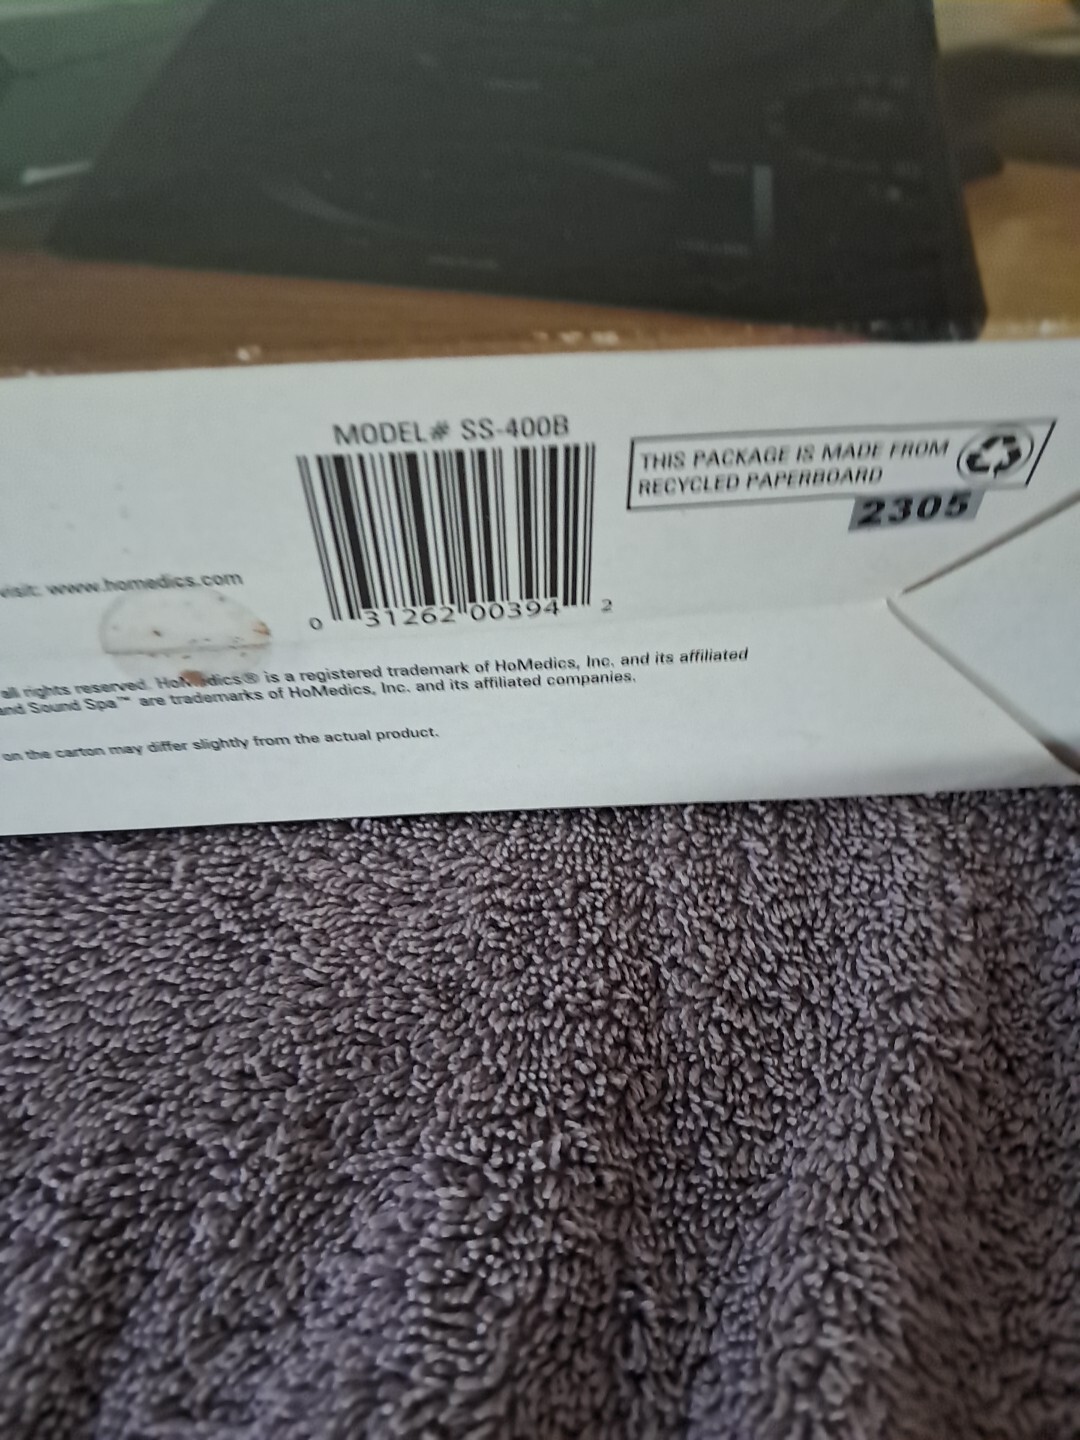 MODEL# SS-400B
THIS PACKAGE IS MADE FROM
RECYCLED PAPERBOARD
2305
visit: www.homedics.com
0 31262 00394 2
all rights reserved. HoMedics® is a registered trademark of HoMedics, Inc. and its affiliated
and Sound Spa™ are trademarks of HoMedics, Inc. and its affiliated companies.
on the carton may differ slightly from the actual product.